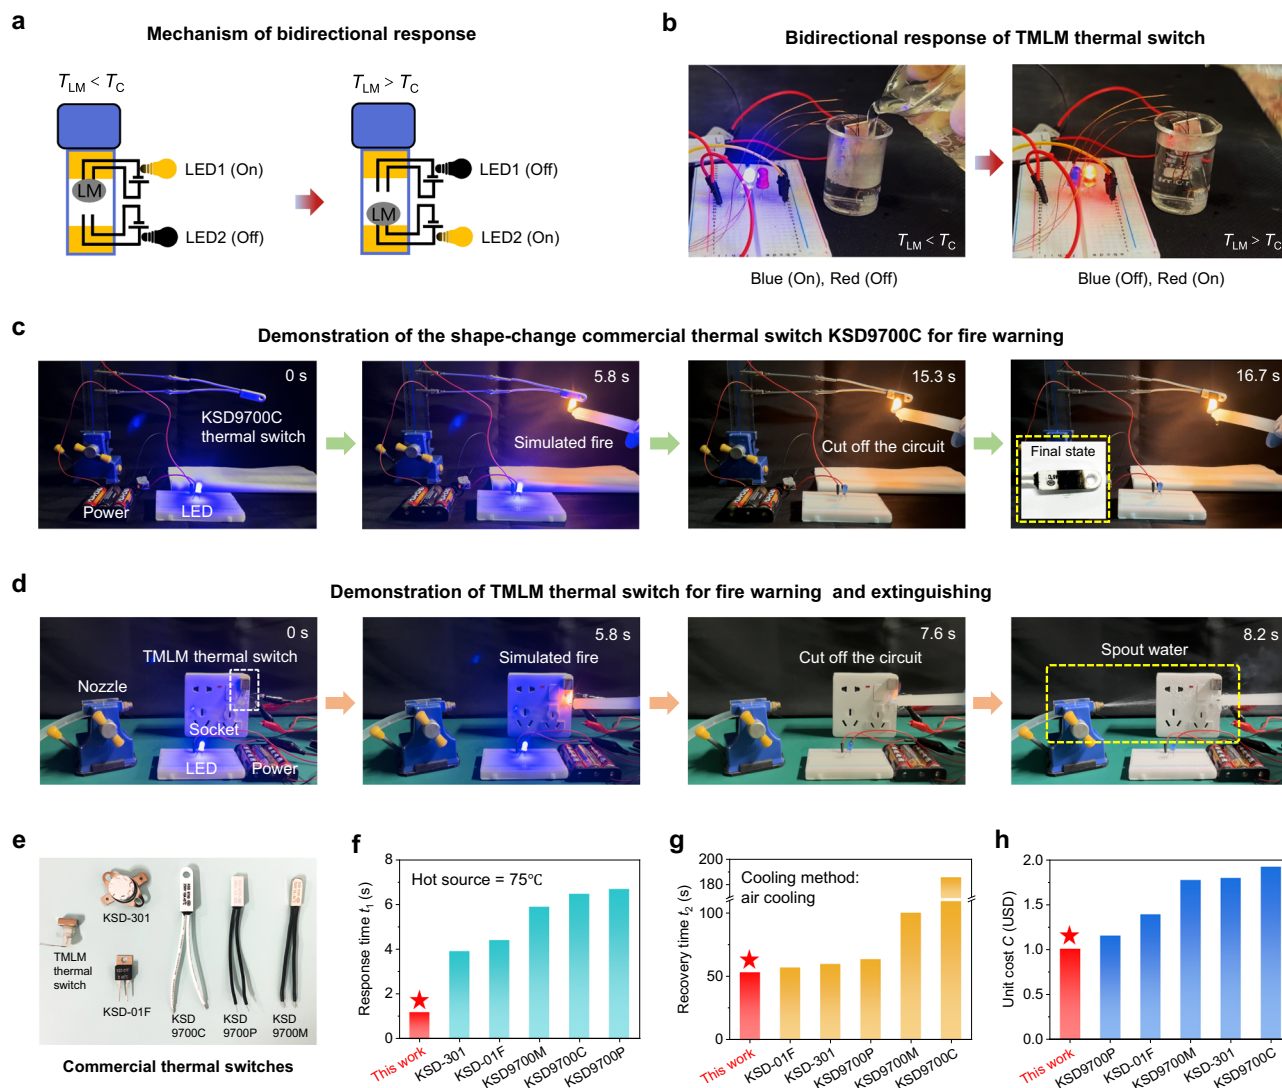 a
Mechanism of bidirectional response
T_LM < T_C
T_LM > T_C
LM
LED1 (On)
LED2 (Off)
LM
LED1 (Off)
LED2 (On)
b
Bidirectional response of TMLM thermal switch
T_LM < T_C
T_LM > T_C
Blue (On), Red (Off)
Blue (Off), Red (On)
c
Demonstration of the shape-change commercial thermal switch KSD9700C for fire warning
0 s
KSD9700C
thermal switch
Power
LED
5.8 s
Simulated fire
15.3 s
Cut off the circuit
16.7 s
Final state
d
Demonstration of TMLM thermal switch for fire warning and extinguishing
0 s
TMLM thermal switch
Nozzle
Socket
LED
Power
5.8 s
Simulated fire
7.6 s
Cut off the circuit
8.2 s
Spout water
e
KSD-301
TMLM
thermal
switch
KSD-01F
KSD
9700C
KSD
9700P
KSD
9700M
Commercial thermal switches
f
Response time t₁ (s)
8
6
4
2
0
Hot source = 75℃
This work
KSD-301
KSD-01F
KSD9700M
KSD9700C
KSD9700P
g
Recovery time t₂ (s)
200
180
100
50
0
Cooling method:
air cooling
This work
KSD-01F
KSD-301
KSD9700P
KSD9700M
KSD9700C
h
Unit cost C (USD)
2.0
1.5
1.0
0.5
0.0
This work
KSD9700P
KSD-01F
KSD9700M
KSD-301
KSD9700C